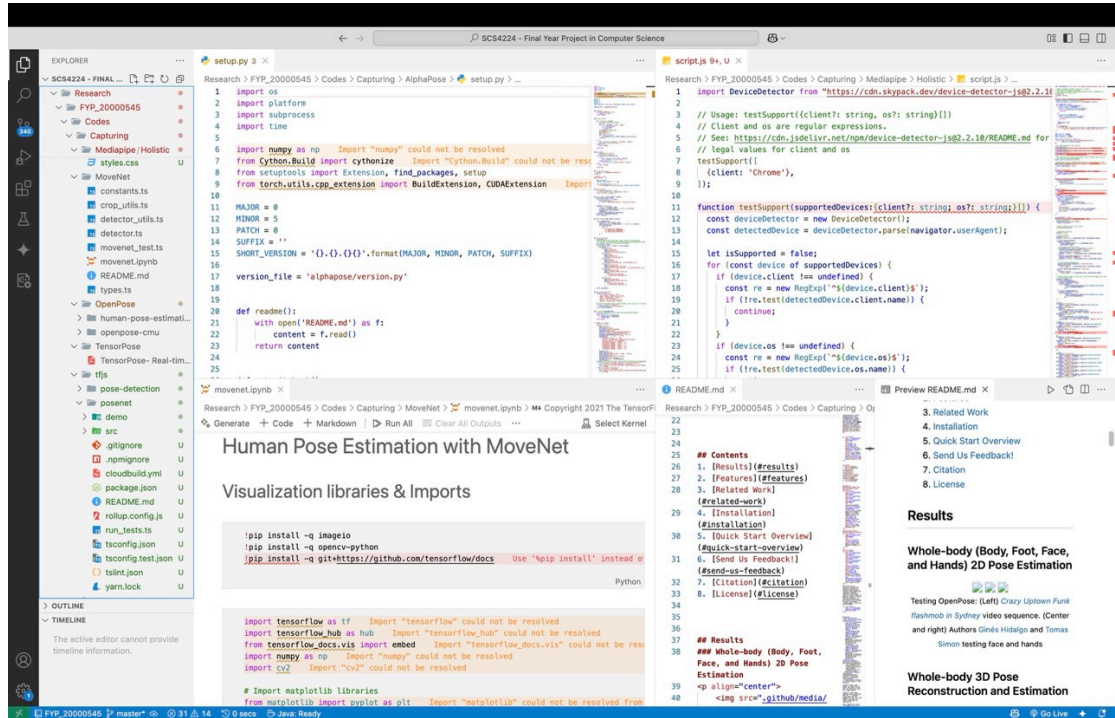 SCS4224 - Final Year Project in Computer Science
EXPLORER
SCS4224 - FINAL ...
Research
FYP_20000545
Codes
Capturing
Mediapipe/Holistic
styles.css U
MoveNet
constants.ts
crop_utils.ts
detector_utils.ts
detector.ts
movenet_test.ts
movenet.ipynb
README.md
types.ts
OpenPose
human-pose-estimati...
openpose-cmu
TensorPose
TensorPose- Real-tim...
tfjs
pose-detection
posenet
demo
src
.gitignore U
.npmignore U
cloudbuild.yml U
package.json U
README.md U
rollup.config.js U
run_tests.ts U
tsconfig.json U
tsconfig.test.json U
tslint.json U
yarn.lock U
OUTLINE
TIMELINE
The active editor cannot provide
timeline information.
340
setup.py 3
Research > FYP_20000545 > Codes > Capturing > AlphaPose > setup.py > ...
1 import os
2 import platform
3 import subprocess
4 import time
5
6 import numpy as np Import "numpy" could not be resolved
7 from Cython.Build import cythonize Import "Cython.Build" could not be reso
8 from setuptools import Extension, find_packages, setup
9 from torch.utils.cpp_extension import BuildExtension, CUDAExtension Import
10
11 MAJOR = 0
12 MINOR = 5
13 PATCH = 0
14 SUFFIX = ''
15 SHORT_VERSION = '{}.{}.{}{}'.format(MAJOR, MINOR, PATCH, SUFFIX)
16
17 version_file = 'alphapose/version.py'
18
19
20 def readme():
21 with open('README.md') as f:
22 content = f.read()
23 return content
24
25
script.js 9+, U
Research > FYP_20000545 > Codes > Capturing > Mediapipe > Holistic > script.js > ...
1 import DeviceDetector from "https://cdn.skypack.dev/device-detector-js@2.2.10
2
3 // Usage: testSupport({client?: string, os?: string}[])
4 // Client and os are regular expressions.
5 // See: https://cdn.jsdelivr.net/npm/device-detector-js@2.2.10/README.md for
6 // legal values for client and os
7 testSupport([
8 {client: 'Chrome'},
9 ]);
10
11 function testSupport(supportedDevices:{client?: string; os?: string;}[]) {
12 const deviceDetector = new DeviceDetector();
13 const detectedDevice = deviceDetector.parse(navigator.userAgent);
14
15 let isSupported = false;
16 for (const device of supportedDevices) {
17 if (device.client !== undefined) {
18 const re = new RegExp(`^${device.client}$`);
19 if (!re.test(detectedDevice.client.name)) {
20 continue;
21 }
22 }
23 if (device.os !== undefined) {
24 const re = new RegExp(`^${device.os}$`);
25 if (!re.test(detectedDevice.os.name)) {
movenet.ipynb
Research > FYP_20000545 > Codes > Capturing > MoveNet > movenet.ipynb > M+ Copyright 2021 The TensorF
Generate + Code + Markdown Run All Clear All Outputs ... Select Kernel
Human Pose Estimation with MoveNet
Visualization libraries & Imports
!pip install -q imageio
!pip install -q opencv-python
!pip install -q git+https://github.com/tensorflow/docs Use '%pip install' instead o
Python
import tensorflow as tf Import "tensorflow" could not be resolved
import tensorflow_hub as hub Import "tensorflow_hub" could not be resolved
from tensorflow_docs.vis import embed Import "tensorflow_docs.vis" could not be res
import numpy as np Import "numpy" could not be resolved
import cv2 Import "cv2" could not be resolved
# Import matplotlib libraries
from matplotlib import pyplot as plt Import "matplotlib" could not be resolved from
README.md
Research > FYP_20000545 > Codes > Capturing > Op
22
23
24
25 ## Contents
26 1. [Results](#results)
27 2. [Features](#features)
28 3. [Related Work]
(#related-work)
29 4. [Installation]
(#installation)
30 5. [Quick Start Overview]
(#quick-start-overview)
31 6. [Send Us Feedback!]
(#send-us-feedback)
32 7. [Citation](#citation)
33 8. [License](#license)
34
35
36
37 ## Results
38 ### Whole-body (Body, Foot,
Face, and Hands) 2D Pose
Estimation
39 <p align="center">
40 <img src=".github/media/
Preview README.md
3. Related Work
4. Installation
5. Quick Start Overview
6. Send Us Feedback!
7. Citation
8. License
Results
Whole-body (Body, Foot, Face,
and Hands) 2D Pose Estimation
Testing OpenPose: (Left) Crazy Uptown Funk
flashmob in Sydney video sequence. (Center
and right) Authors Ginés Hidalgo and Tomas
Simon testing face and hands
Whole-body 3D Pose
Reconstruction and Estimation
FYP_20000545 master* 31 14 0 secs Java: Ready Go Live